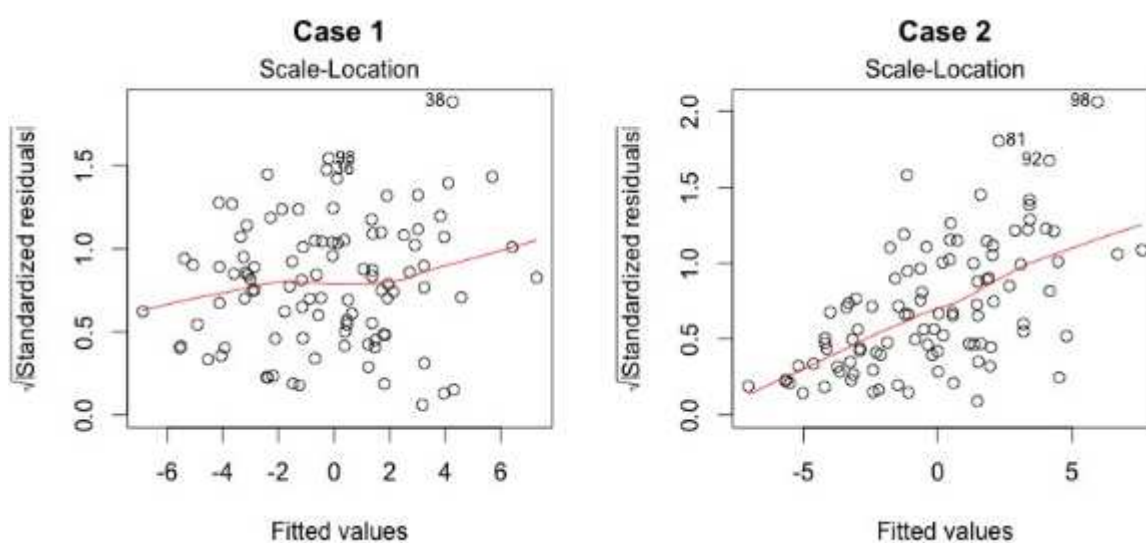 Case 1
Scale-Location
√|Standardized residuals|
0.0 0.5 1.0 1.5
38
98
36
-6 -4 -2 0 2 4 6
Fitted values
Case 2
Scale-Location
√|Standardized residuals|
0.0 0.5 1.0 1.5 2.0
98
81
92
-5 0 5
Fitted values